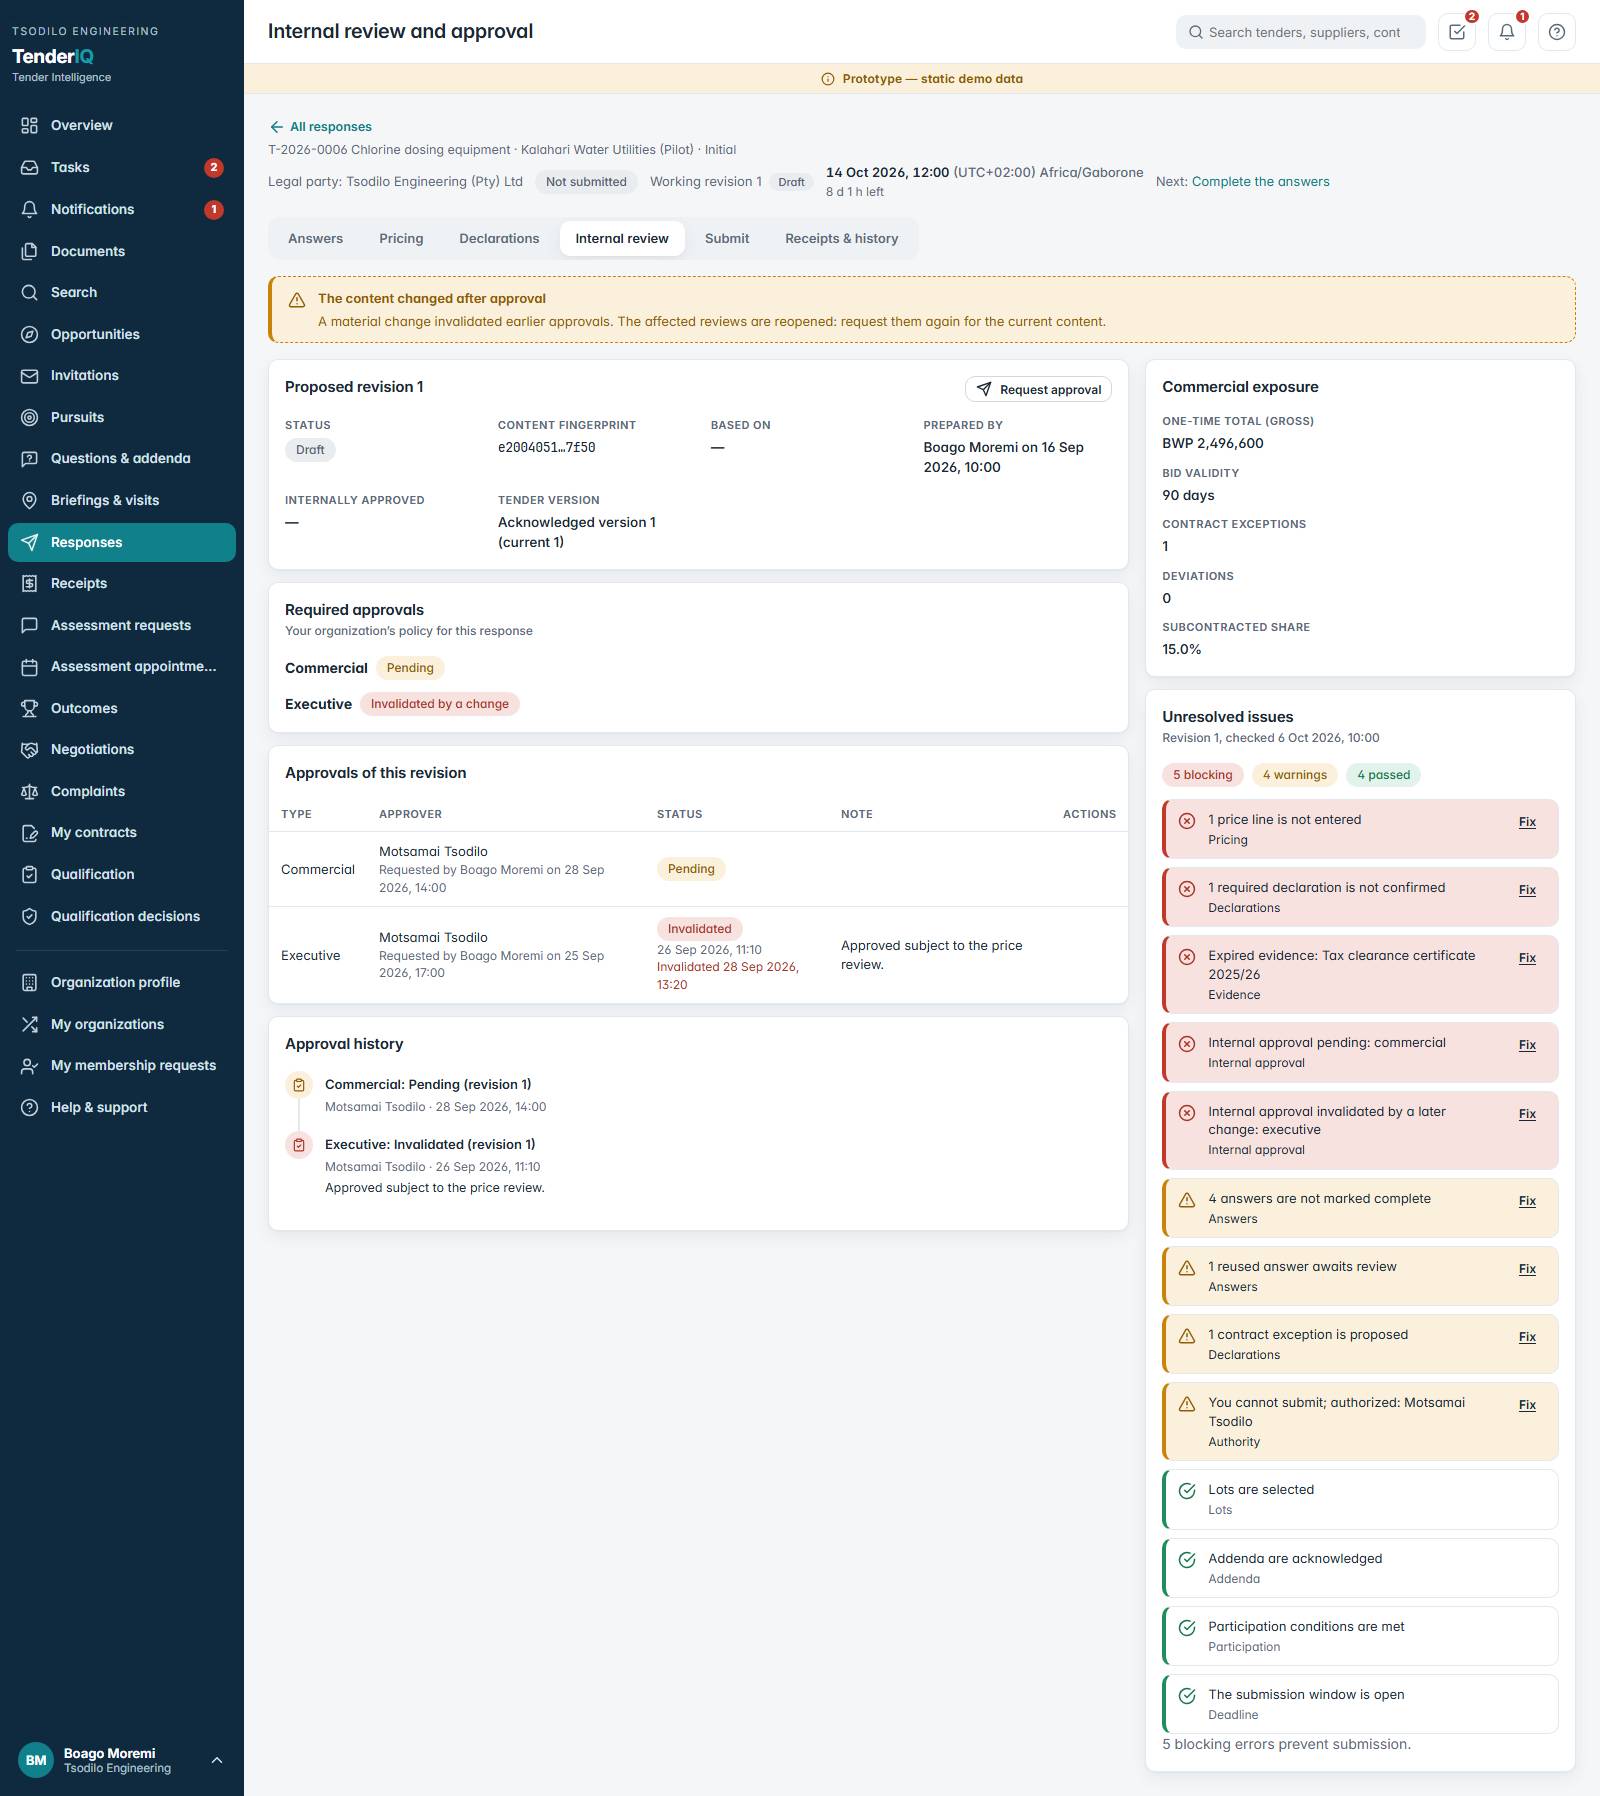 TSODILO ENGINEERING
TenderIQ
Tender Intelligence
Overview
Tasks 2
Notifications 1
Documents
Search
Opportunities
Invitations
Pursuits
Questions & addenda
Briefings & visits
Responses
Receipts
Assessment requests
Assessment appointme...
Outcomes
Negotiations
Complaints
My contracts
Qualification
Qualification decisions
Organization profile
My organizations
My membership requests
Help & support
BM
Boago Moremi
Tsodilo Engineering
Internal review and approval
Search tenders, suppliers, cont
2
1
Prototype — static demo data
All responses
T-2026-0006 Chlorine dosing equipment · Kalahari Water Utilities (Pilot) · Initial
Legal party: Tsodilo Engineering (Pty) Ltd Not submitted Working revision 1 Draft
14 Oct 2026, 12:00 (UTC+02:00) Africa/Gaborone
8 d 1 h left
Next: Complete the answers
Answers Pricing Declarations Internal review Submit Receipts & history
The content changed after approval
A material change invalidated earlier approvals. The affected reviews are reopened: request them again for the current content.
Proposed revision 1
Request approval
STATUS
Draft
CONTENT FINGERPRINT
e2004051…7f50
BASED ON
—
PREPARED BY
Boago Moremi on 16 Sep
2026, 10:00
INTERNALLY APPROVED
—
TENDER VERSION
Acknowledged version 1
(current 1)
Required approvals
Your organization's policy for this response
Commercial Pending
Executive Invalidated by a change
Approvals of this revision
TYPE APPROVER STATUS NOTE ACTIONS
Commercial
Motsamai Tsodilo
Requested by Boago Moremi on 28 Sep
2026, 14:00
Pending
Executive
Motsamai Tsodilo
Requested by Boago Moremi on 25 Sep
2026, 17:00
Invalidated
26 Sep 2026, 11:10
Invalidated 28 Sep 2026,
13:20
Approved subject to the price
review.
Approval history
Commercial: Pending (revision 1)
Motsamai Tsodilo · 28 Sep 2026, 14:00
Executive: Invalidated (revision 1)
Motsamai Tsodilo · 26 Sep 2026, 11:10
Approved subject to the price review.
Commercial exposure
ONE-TIME TOTAL (GROSS)
BWP 2,496,600
BID VALIDITY
90 days
CONTRACT EXCEPTIONS
1
DEVIATIONS
0
SUBCONTRACTED SHARE
15.0%
Unresolved issues
Revision 1, checked 6 Oct 2026, 10:00
5 blocking 4 warnings 4 passed
1 price line is not entered Fix
Pricing
1 required declaration is not confirmed Fix
Declarations
Expired evidence: Tax clearance certificate Fix
2025/26
Evidence
Internal approval pending: commercial Fix
Internal approval
Internal approval invalidated by a later Fix
change: executive
Internal approval
4 answers are not marked complete Fix
Answers
1 reused answer awaits review Fix
Answers
1 contract exception is proposed Fix
Declarations
You cannot submit; authorized: Motsamai Fix
Tsodilo
Authority
Lots are selected
Lots
Addenda are acknowledged
Addenda
Participation conditions are met
Participation
The submission window is open
Deadline
5 blocking errors prevent submission.